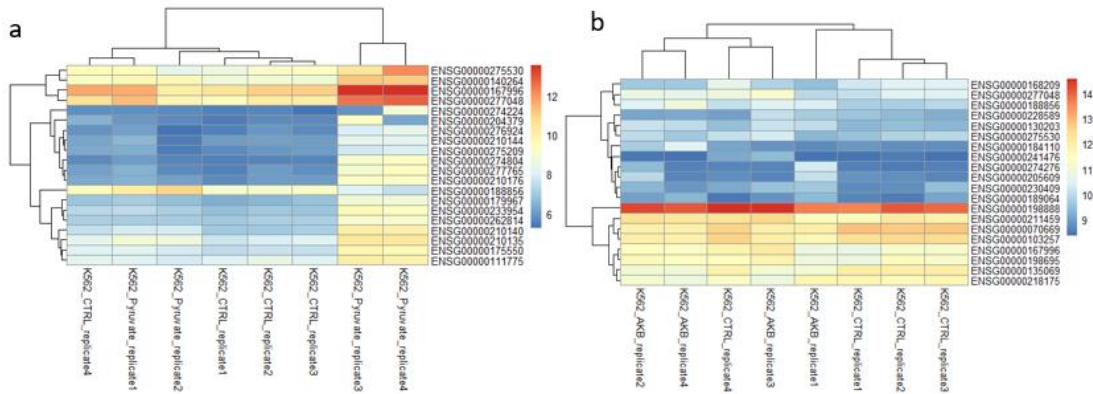 a
ENSG00000275530
ENSG00000140264
ENSG00000167996
ENSG00000277048
ENSG00000274224
ENSG00000204379
ENSG00000276924
ENSG00000210144
ENSG00000275209
ENSG00000274804
ENSG00000277765
ENSG00000210176
ENSG00000188856
ENSG00000179967
ENSG00000233954
ENSG00000262814
ENSG00000210140
ENSG00000210135
ENSG00000175550
ENSG00000111775
12
10
8
6
K562_CTRL_replicate4
K562_Pyruvate_replicate1
K562_Pyruvate_replicate2
K562_CTRL_replicate1
K562_CTRL_replicate2
K562_CTRL_replicate3
K562_Pyruvate_replicate3
K562_Pyruvate_replicate4
b
ENSG00000168209
ENSG00000277048
ENSG00000188856
ENSG00000228589
ENSG00000130203
ENSG00000275530
ENSG00000184110
ENSG00000241476
ENSG00000274276
ENSG00000205609
ENSG00000230409
ENSG00000189064
ENSG00000198888
ENSG00000211459
ENSG00000070669
ENSG00000103257
ENSG00000167996
ENSG00000198695
ENSG00000135069
ENSG00000218175
14
13
12
11
10
9
K562_AKB_replicate2
K562_AKB_replicate4
K562_CTRL_replicate4
K562_AKB_replicate3
K562_AKB_replicate1
K562_CTRL_replicate1
K562_CTRL_replicate2
K562_CTRL_replicate3